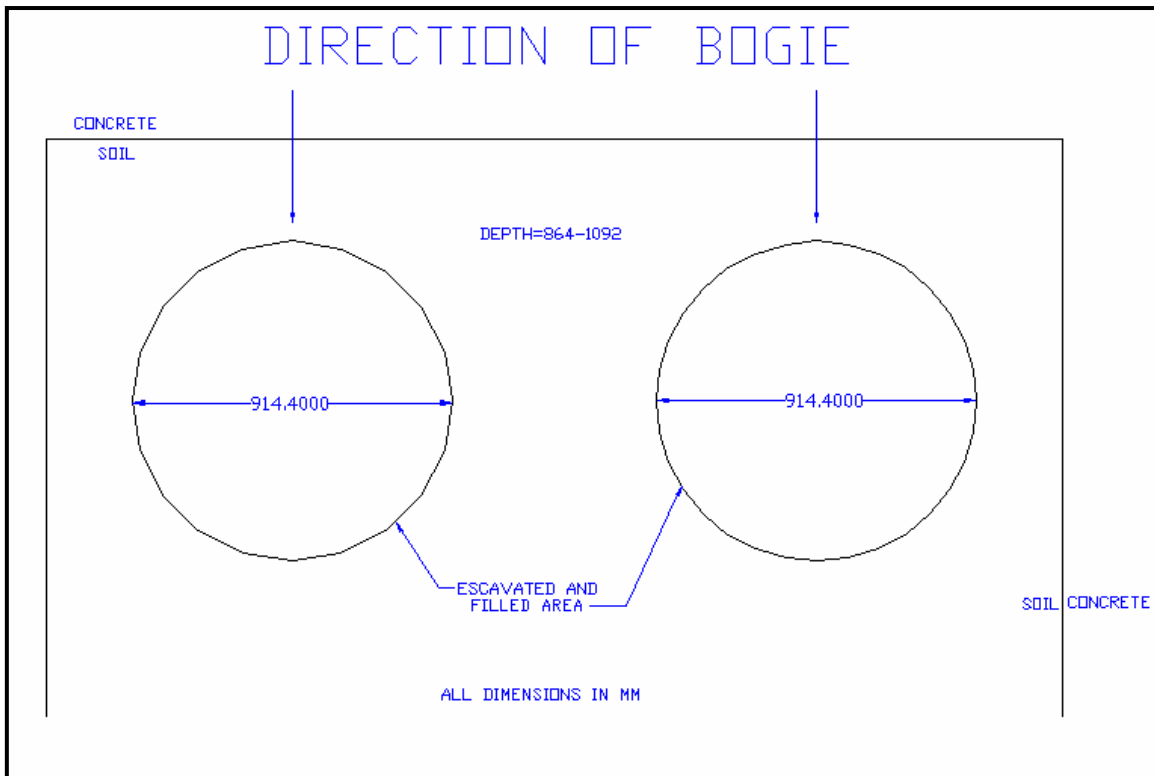 DIRECTION OF BOGIE
CONCRETE
SOIL
DEPTH=864-1092
914.4000
914.4000
ESCAVATED AND
FILLED AREA
SOIL CONCRETE
ALL DIMENSIONS IN MM